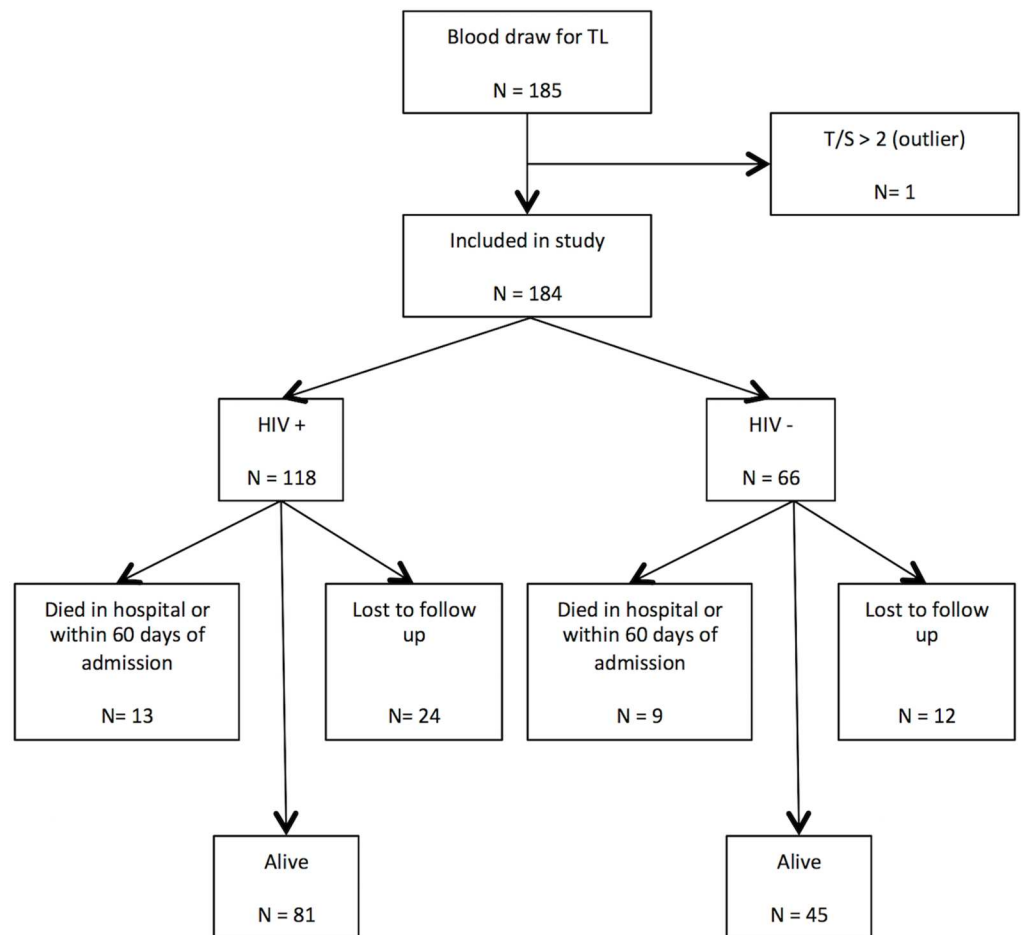 Blood draw for TL
N = 185
T/S > 2 (outlier)
N= 1
Included in study
N = 184
HIV +
N = 118
HIV -
N = 66
Died in hospital or
within 60 days of
admission
N= 13
Lost to follow
up
N= 24
Died in hospital or
within 60 days of
admission
N = 9
Lost to follow
up
N = 12
Alive
N = 81
Alive
N = 45